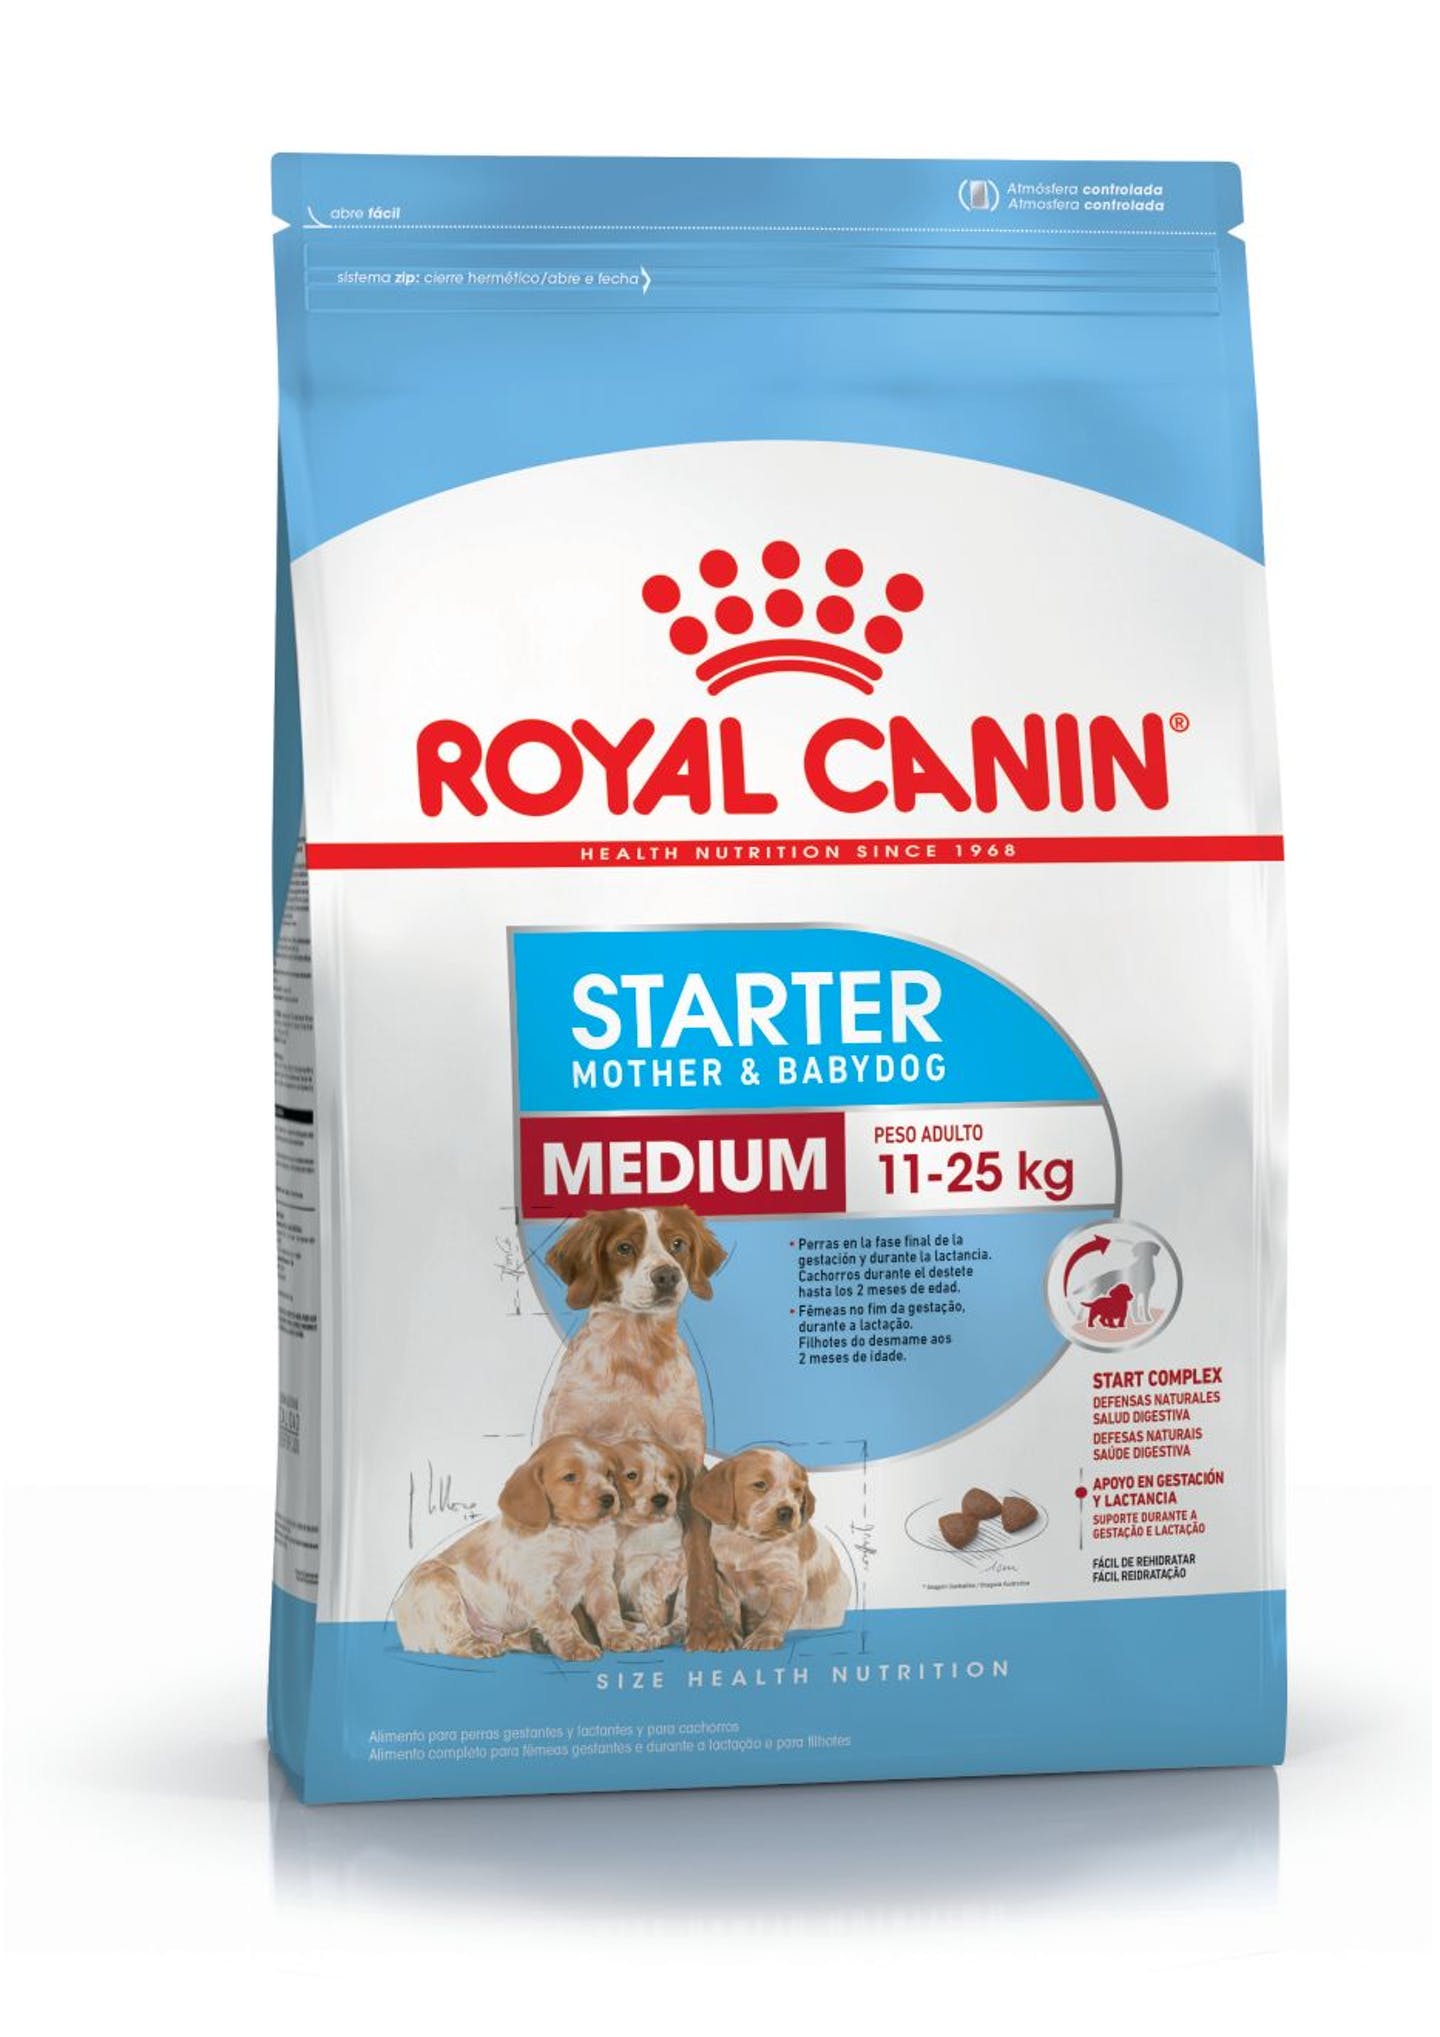 abre fácil
Atmósfera controlada
Atmosfera controlada
sistema zip: cierre hermético/abre e fecha
ROYAL CANIN®
HEALTH NUTRITION SINCE 1968
STARTER
MOTHER & BABYDOG
MEDIUM
PESO ADULTO
11-25 kg
• Perras en la fase final de la
gestación y durante la lactancia.
Cachorros durante el destete
hasta los 2 meses de edad.
• Fêmeas no fim da gestação,
durante a lactação.
Filhotes do desmame aos
2 meses de idade.
START COMPLEX
DEFENSAS NATURALES
SALUD DIGESTIVA
DEFESAS NATURAIS
SAÚDE DIGESTIVA
APOYO EN GESTACIÓN
Y LACTANCIA
SUPORTE DURANTE A
GESTAÇÃO E LACTAÇÃO
FÁCIL DE REHIDRATAR
FÁCIL REIDRATAÇÃO
1cm
SIZE HEALTH NUTRITION
Alimento para perras gestantes y lactantes y para cachorros
Alimento completo para fêmeas gestantes e durante a lactação e para filhotes